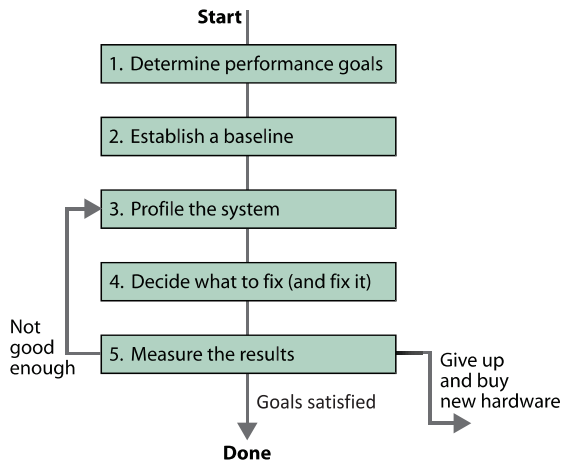 Start
1. Determine performance goals
2. Establish a baseline
3. Profile the system
4. Decide what to fix (and fix it)
Not
good
enough
5. Measure the results
Give up
and buy
new hardware
Goals satisfied
Done